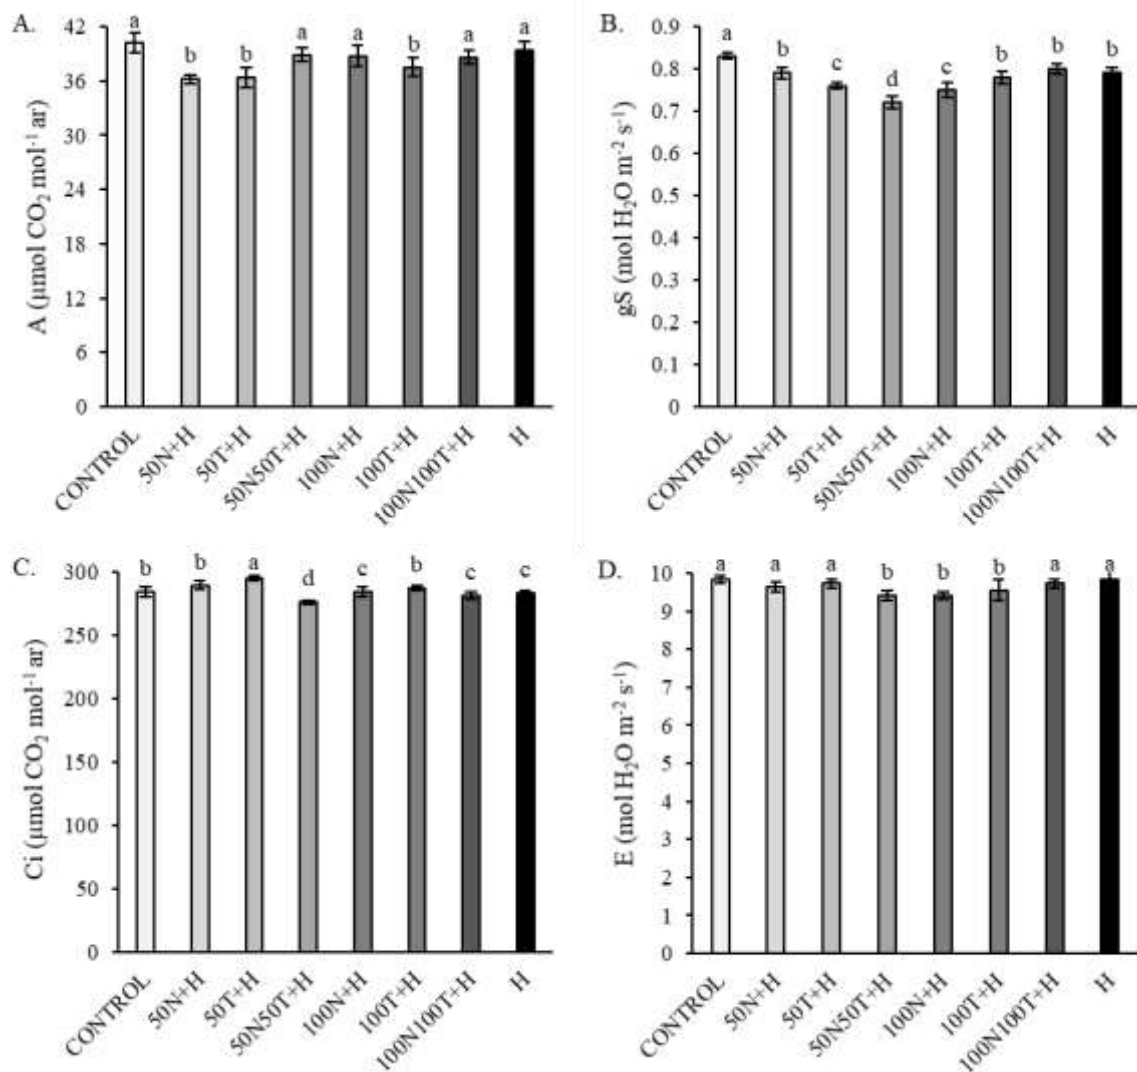 A.
A (μmol CO₂ mol⁻¹ ar)
42
36
30
24
18
12
6
0
a
b
b
a
a
b
a
a
CONTROL
50N+H
50T+H
50N50T+H
100N+H
100T+H
100N100T+H
H
B.
gS (mol H₂O m⁻² s⁻¹)
0.9
0.8
0.7
0.6
0.5
0.4
0.3
0.2
0.1
0
a
b
c
d
c
b
b
b
CONTROL
50N+H
50T+H
50N50T+H
100N+H
100T+H
100N100T+H
H
C.
Ci (μmol CO₂ mol⁻¹ ar)
300
250
200
150
100
50
0
b
b
a
d
c
b
c
c
CONTROL
50N+H
50T+H
50N50T+H
100N+H
100T+H
100N100T+H
H
D.
E (mol H₂O m⁻² s⁻¹)
10
9
8
7
6
5
4
3
2
1
0
a
a
a
b
b
b
a
a
CONTROL
50N+H
50T+H
50N50T+H
100N+H
100T+H
100N100T+H
H